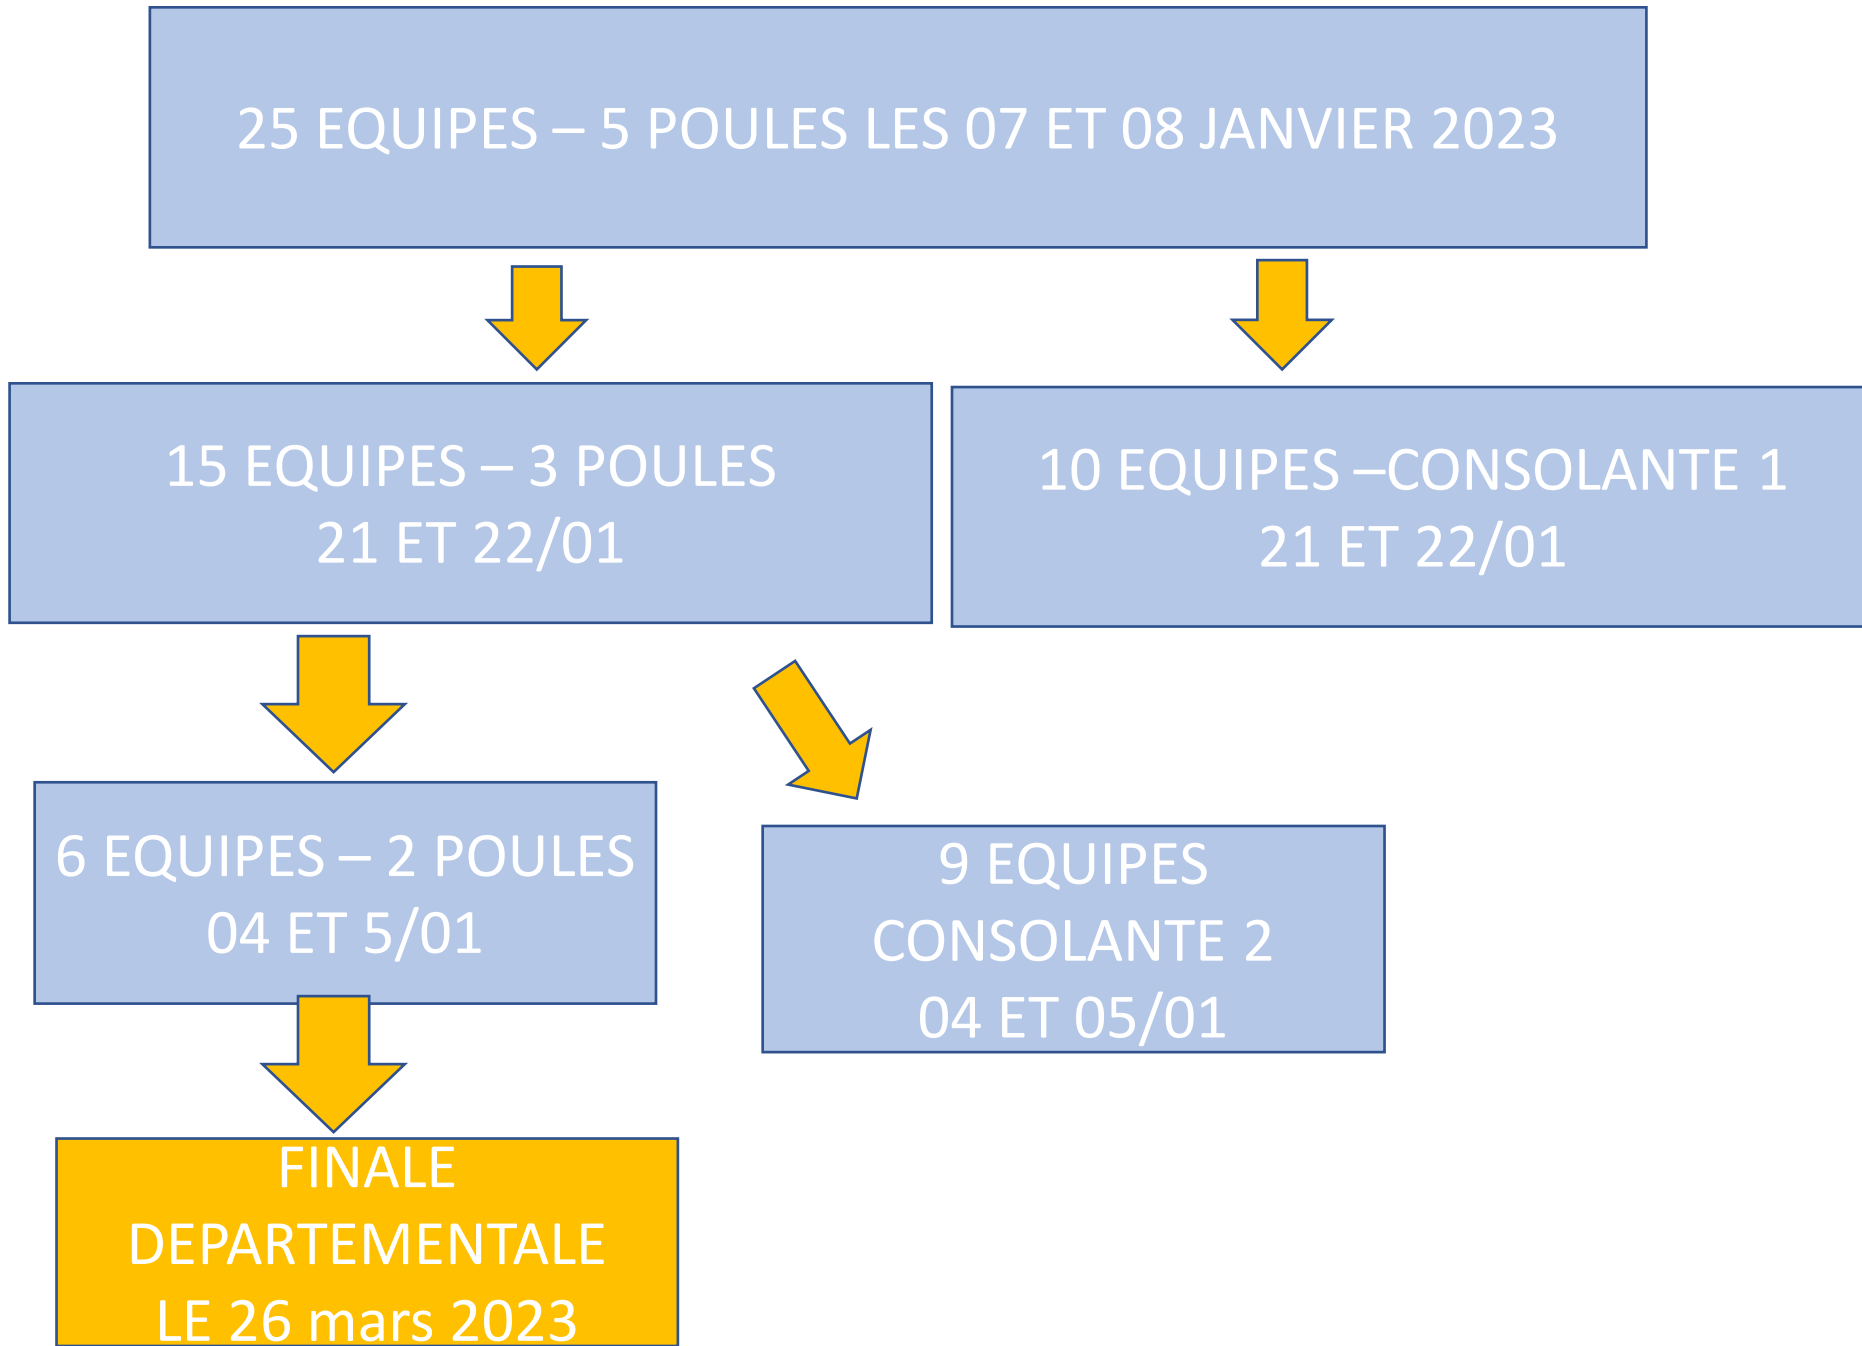 25 EQUIPES – 5 POULES LES 07 ET 08 JANVIER 2023
15 EQUIPES – 3 POULES
21 ET 22/01
10 EQUIPES –CONSOLANTE 1
21 ET 22/01
6 EQUIPES – 2 POULES
04 ET 5/01
9 EQUIPES
CONSOLANTE 2
04 ET 05/01
FINALE
DEPARTEMENTALE
LE 26 mars 2023